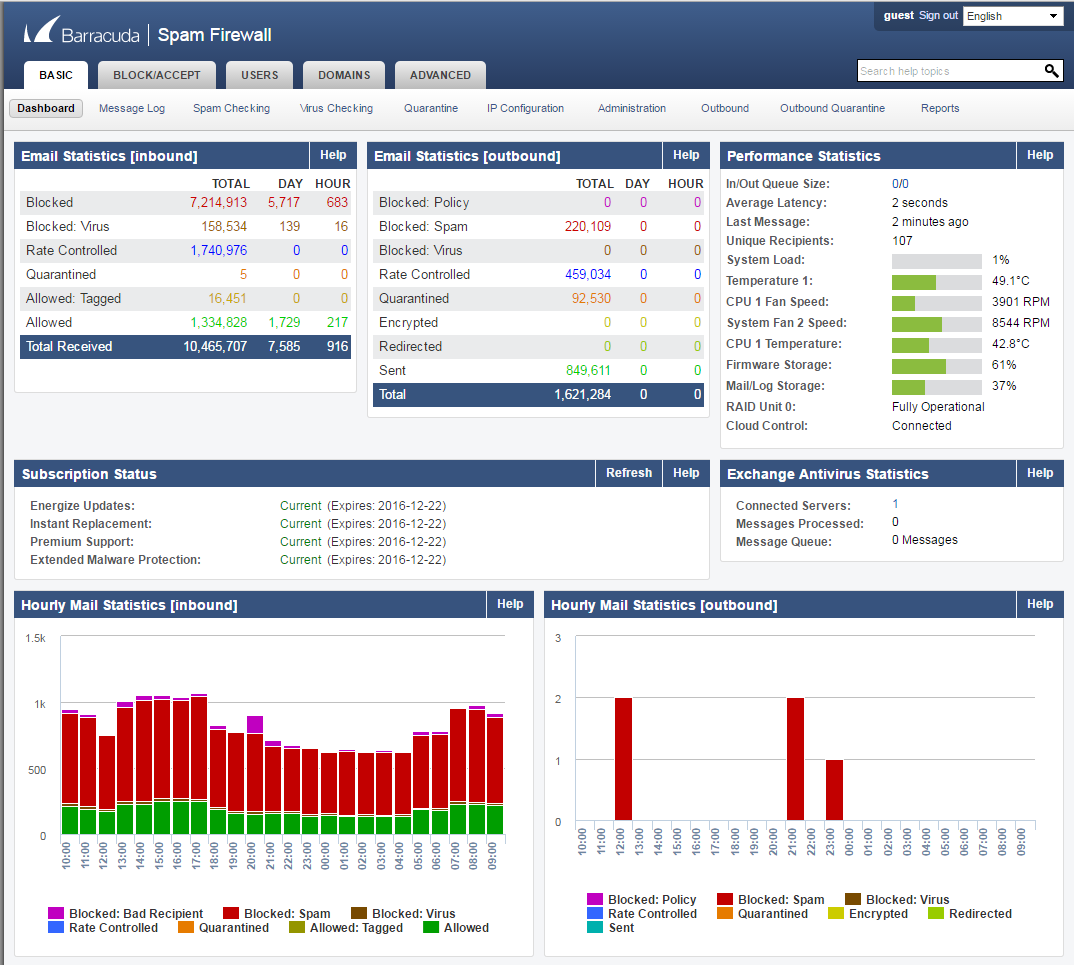 guest Sign out English
Barracuda Spam Firewall
BASIC BLOCK/ACCEPT USERS DOMAINS ADVANCED
Search help topics
Dashboard Message Log Spam Checking Virus Checking Quarantine IP Configuration Administration Outbound Outbound Quarantine Reports
Email Statistics [inbound] Help
TOTAL DAY HOUR
Blocked 7,214,913 5,717 683
Blocked: Virus 158,534 139 16
Rate Controlled 1,740,976 0 0
Quarantined 5 0 0
Allowed: Tagged 16,451 0 0
Allowed 1,334,828 1,729 217
Total Received 10,465,707 7,585 916
Email Statistics [outbound] Help
TOTAL DAY HOUR
Blocked: Policy 0 0 0
Blocked: Spam 220,109 0 0
Blocked: Virus 0 0 0
Rate Controlled 459,034 0 0
Quarantined 92,530 0 0
Encrypted 0 0 0
Redirected 0 0 0
Sent 849,611 0 0
Total 1,621,284 0 0
Performance Statistics Help
In/Out Queue Size: 0/0
Average Latency: 2 seconds
Last Message: 2 minutes ago
Unique Recipients: 107
System Load: 1%
Temperature 1: 49.1°C
CPU 1 Fan Speed: 3901 RPM
System Fan 2 Speed: 8544 RPM
CPU 1 Temperature: 42.8°C
Firmware Storage: 61%
Mail/Log Storage: 37%
RAID Unit 0: Fully Operational
Cloud Control: Connected
Subscription Status Refresh Help
Energize Updates: Current (Expires: 2016-12-22)
Instant Replacement: Current (Expires: 2016-12-22)
Premium Support: Current (Expires: 2016-12-22)
Extended Malware Protection: Current (Expires: 2016-12-22)
Exchange Antivirus Statistics Help
Connected Servers: 1
Messages Processed: 0
Message Queue: 0 Messages
Hourly Mail Statistics [inbound] Help
1.5k
1k
500
0
10:00 11:00 12:00 13:00 14:00 15:00 16:00 17:00 18:00 19:00 20:00 21:00 22:00 23:00 00:00 01:00 02:00 03:00 04:00 05:00 06:00 07:00 08:00 09:00
Blocked: Bad Recipient Blocked: Spam Blocked: Virus
Rate Controlled Quarantined Allowed: Tagged Allowed
Hourly Mail Statistics [outbound] Help
3
2
1
0
10:00 11:00 12:00 13:00 14:00 15:00 16:00 17:00 18:00 19:00 20:00 21:00 22:00 23:00 00:00 01:00 02:00 03:00 04:00 05:00 06:00 07:00 08:00 09:00
Blocked: Policy Blocked: Spam Blocked: Virus
Rate Controlled Quarantined Encrypted Redirected
Sent